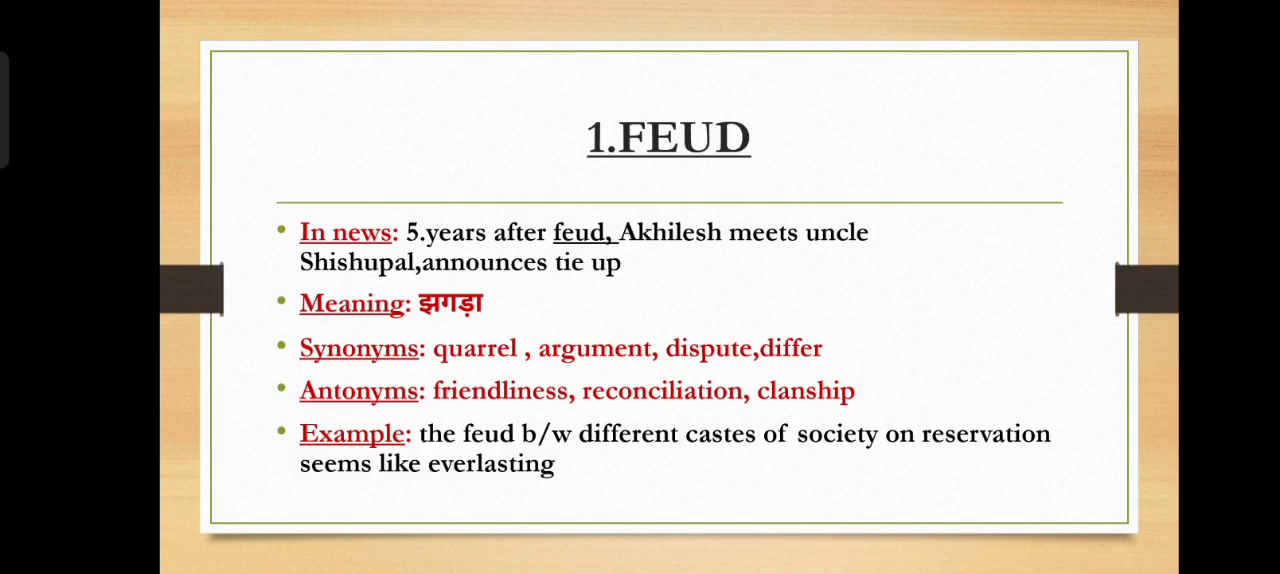 1.FEUD
• In news: 5.years after feud, Akhilesh meets uncle
Shishupal,announces tie up
• Meaning: झगड़ा
• Synonyms: quarrel , argument, dispute,differ
• Antonyms: friendliness, reconciliation, clanship
• Example: the feud b/w different castes of society on reservation
seems like everlasting